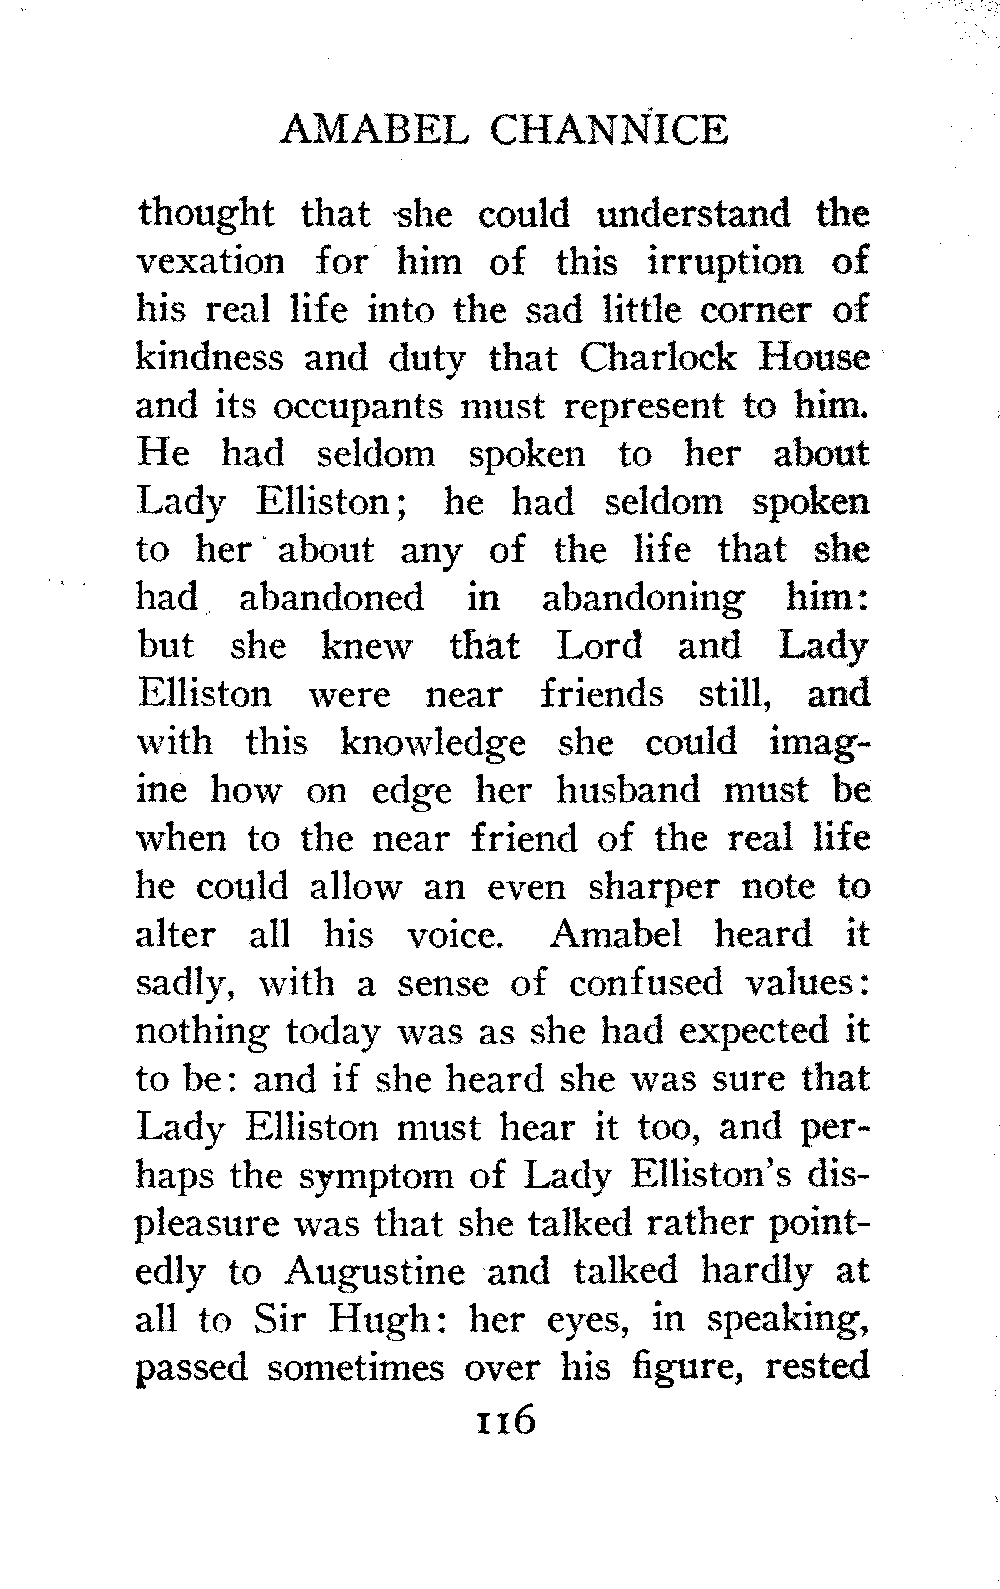 AMABEL CHANNICE
thought that she could understand the
vexation for him of this irruption of
his real life into the sad little corner of
kindness and duty that Charlock House
and its occupants must represent to him.
He had seldom spoken to her about
Lady Elliston; he had seldom spoken
to her about any of the life that she
had abandoned in abandoning him:
but she knew that Lord and Lady
Elliston were near friends still, and
with this knowledge she could imag-
ine how on edge her husband must be
when to the near friend of the real life
he could allow an even sharper note to
alter all his voice. Amabel heard it
sadly, with a sense of confused values:
nothing today was as she had expected it
to be: and if she heard she was sure that
Lady Elliston must hear it too, and per-
haps the symptom of Lady Elliston's dis-
pleasure was that she talked rather point-
edly to Augustine and talked hardly at
all to Sir Hugh: her eyes, in speaking,
passed sometimes over his figure, rested
116